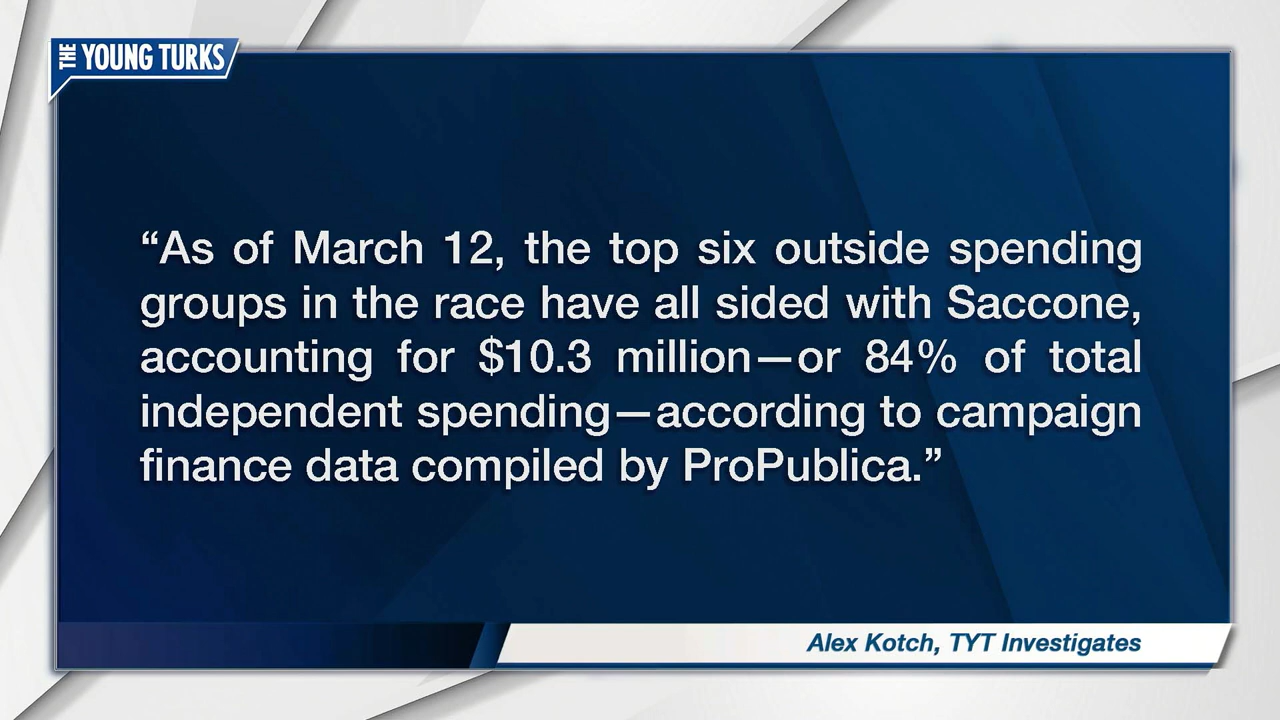 THE YOUNG TURKS
“As of March 12, the top six outside spending
groups in the race have all sided with Saccone,
accounting for $10.3 million—or 84% of total
independent spending—according to campaign
finance data compiled by ProPublica.”
Alex Kotch, TYT Investigates